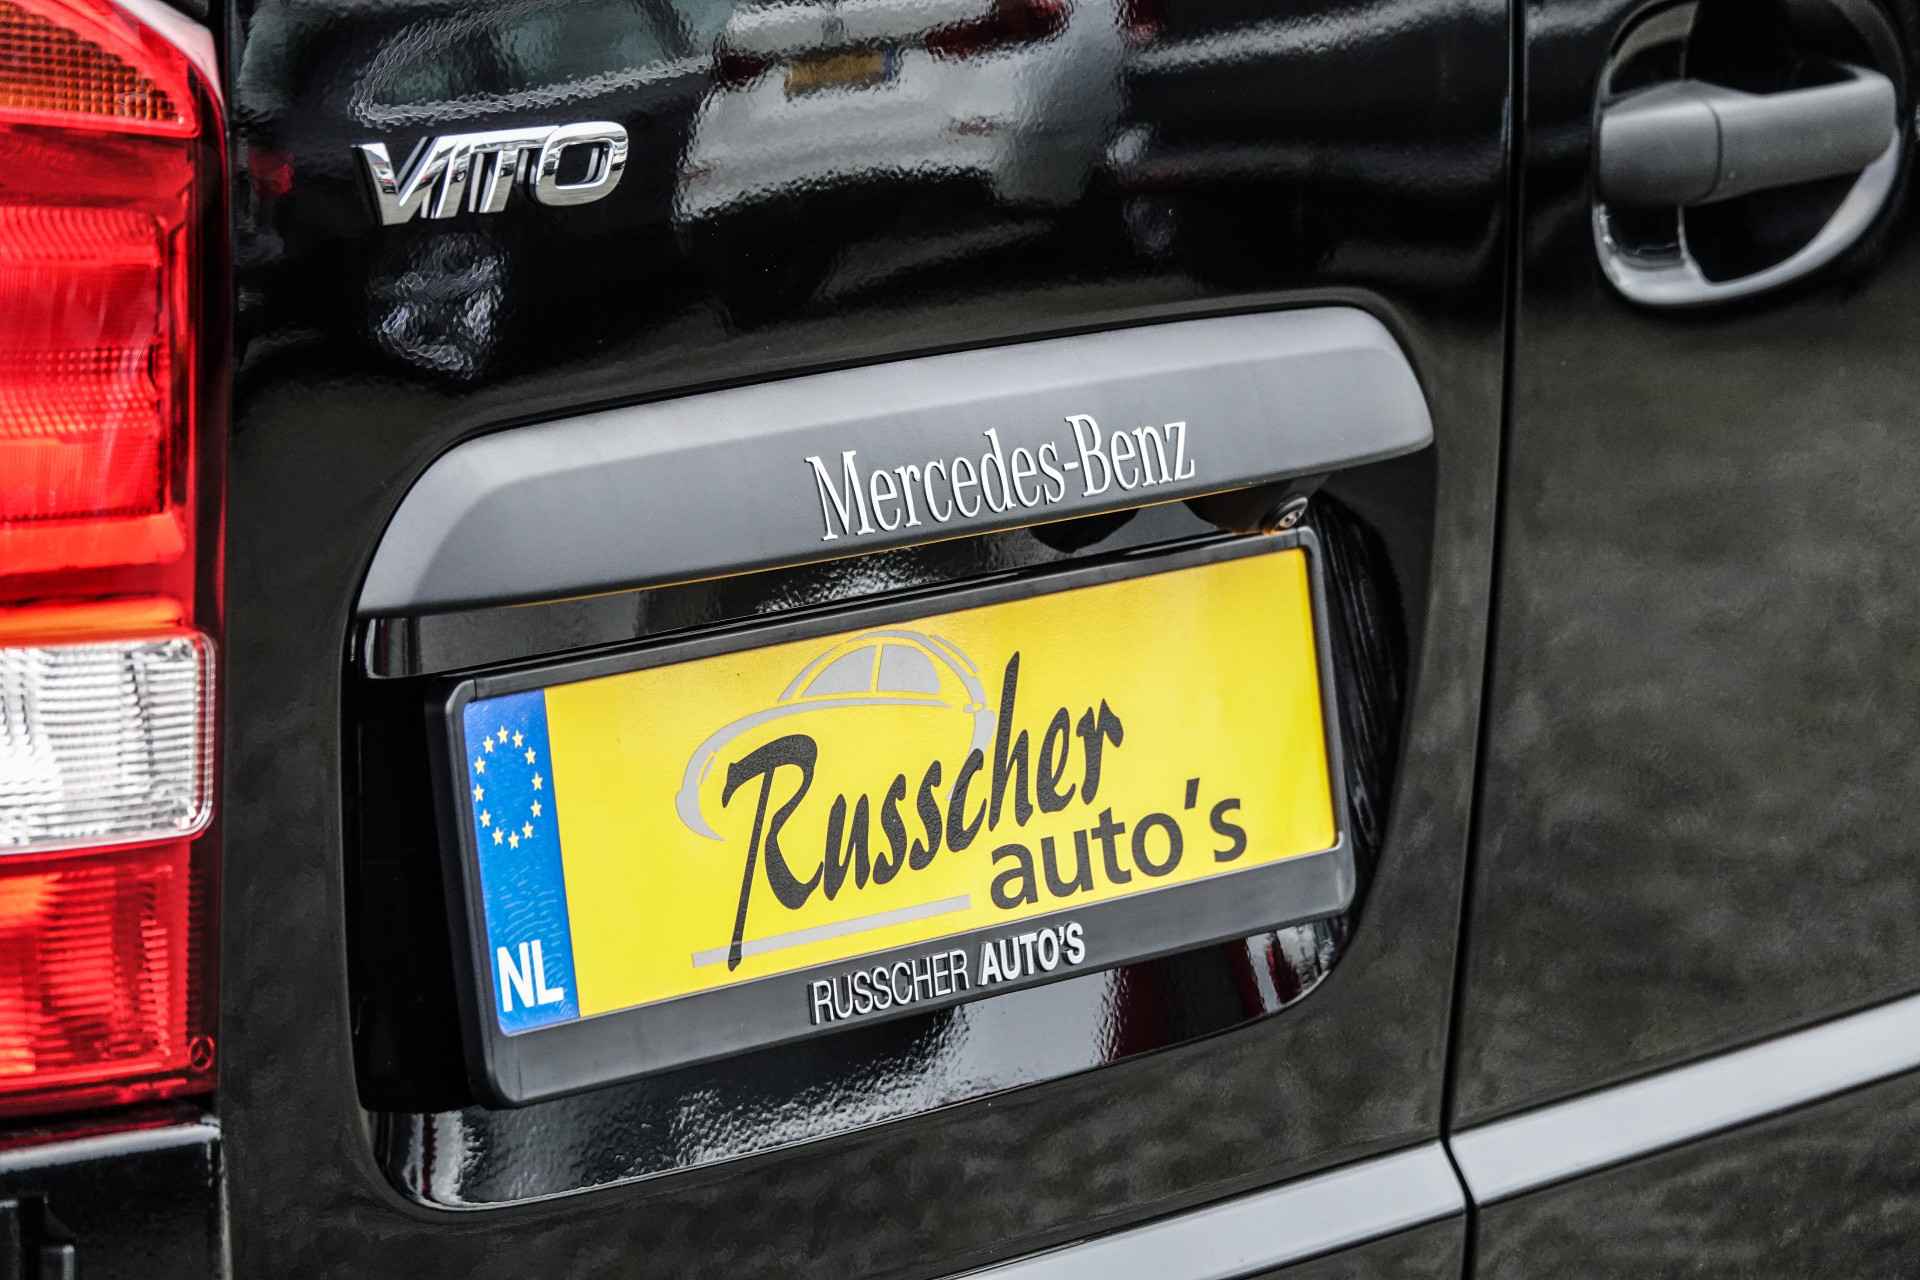 VITO
Mercedes-Benz
Russcher
auto's
NL
RUSSCHER AUTO'S